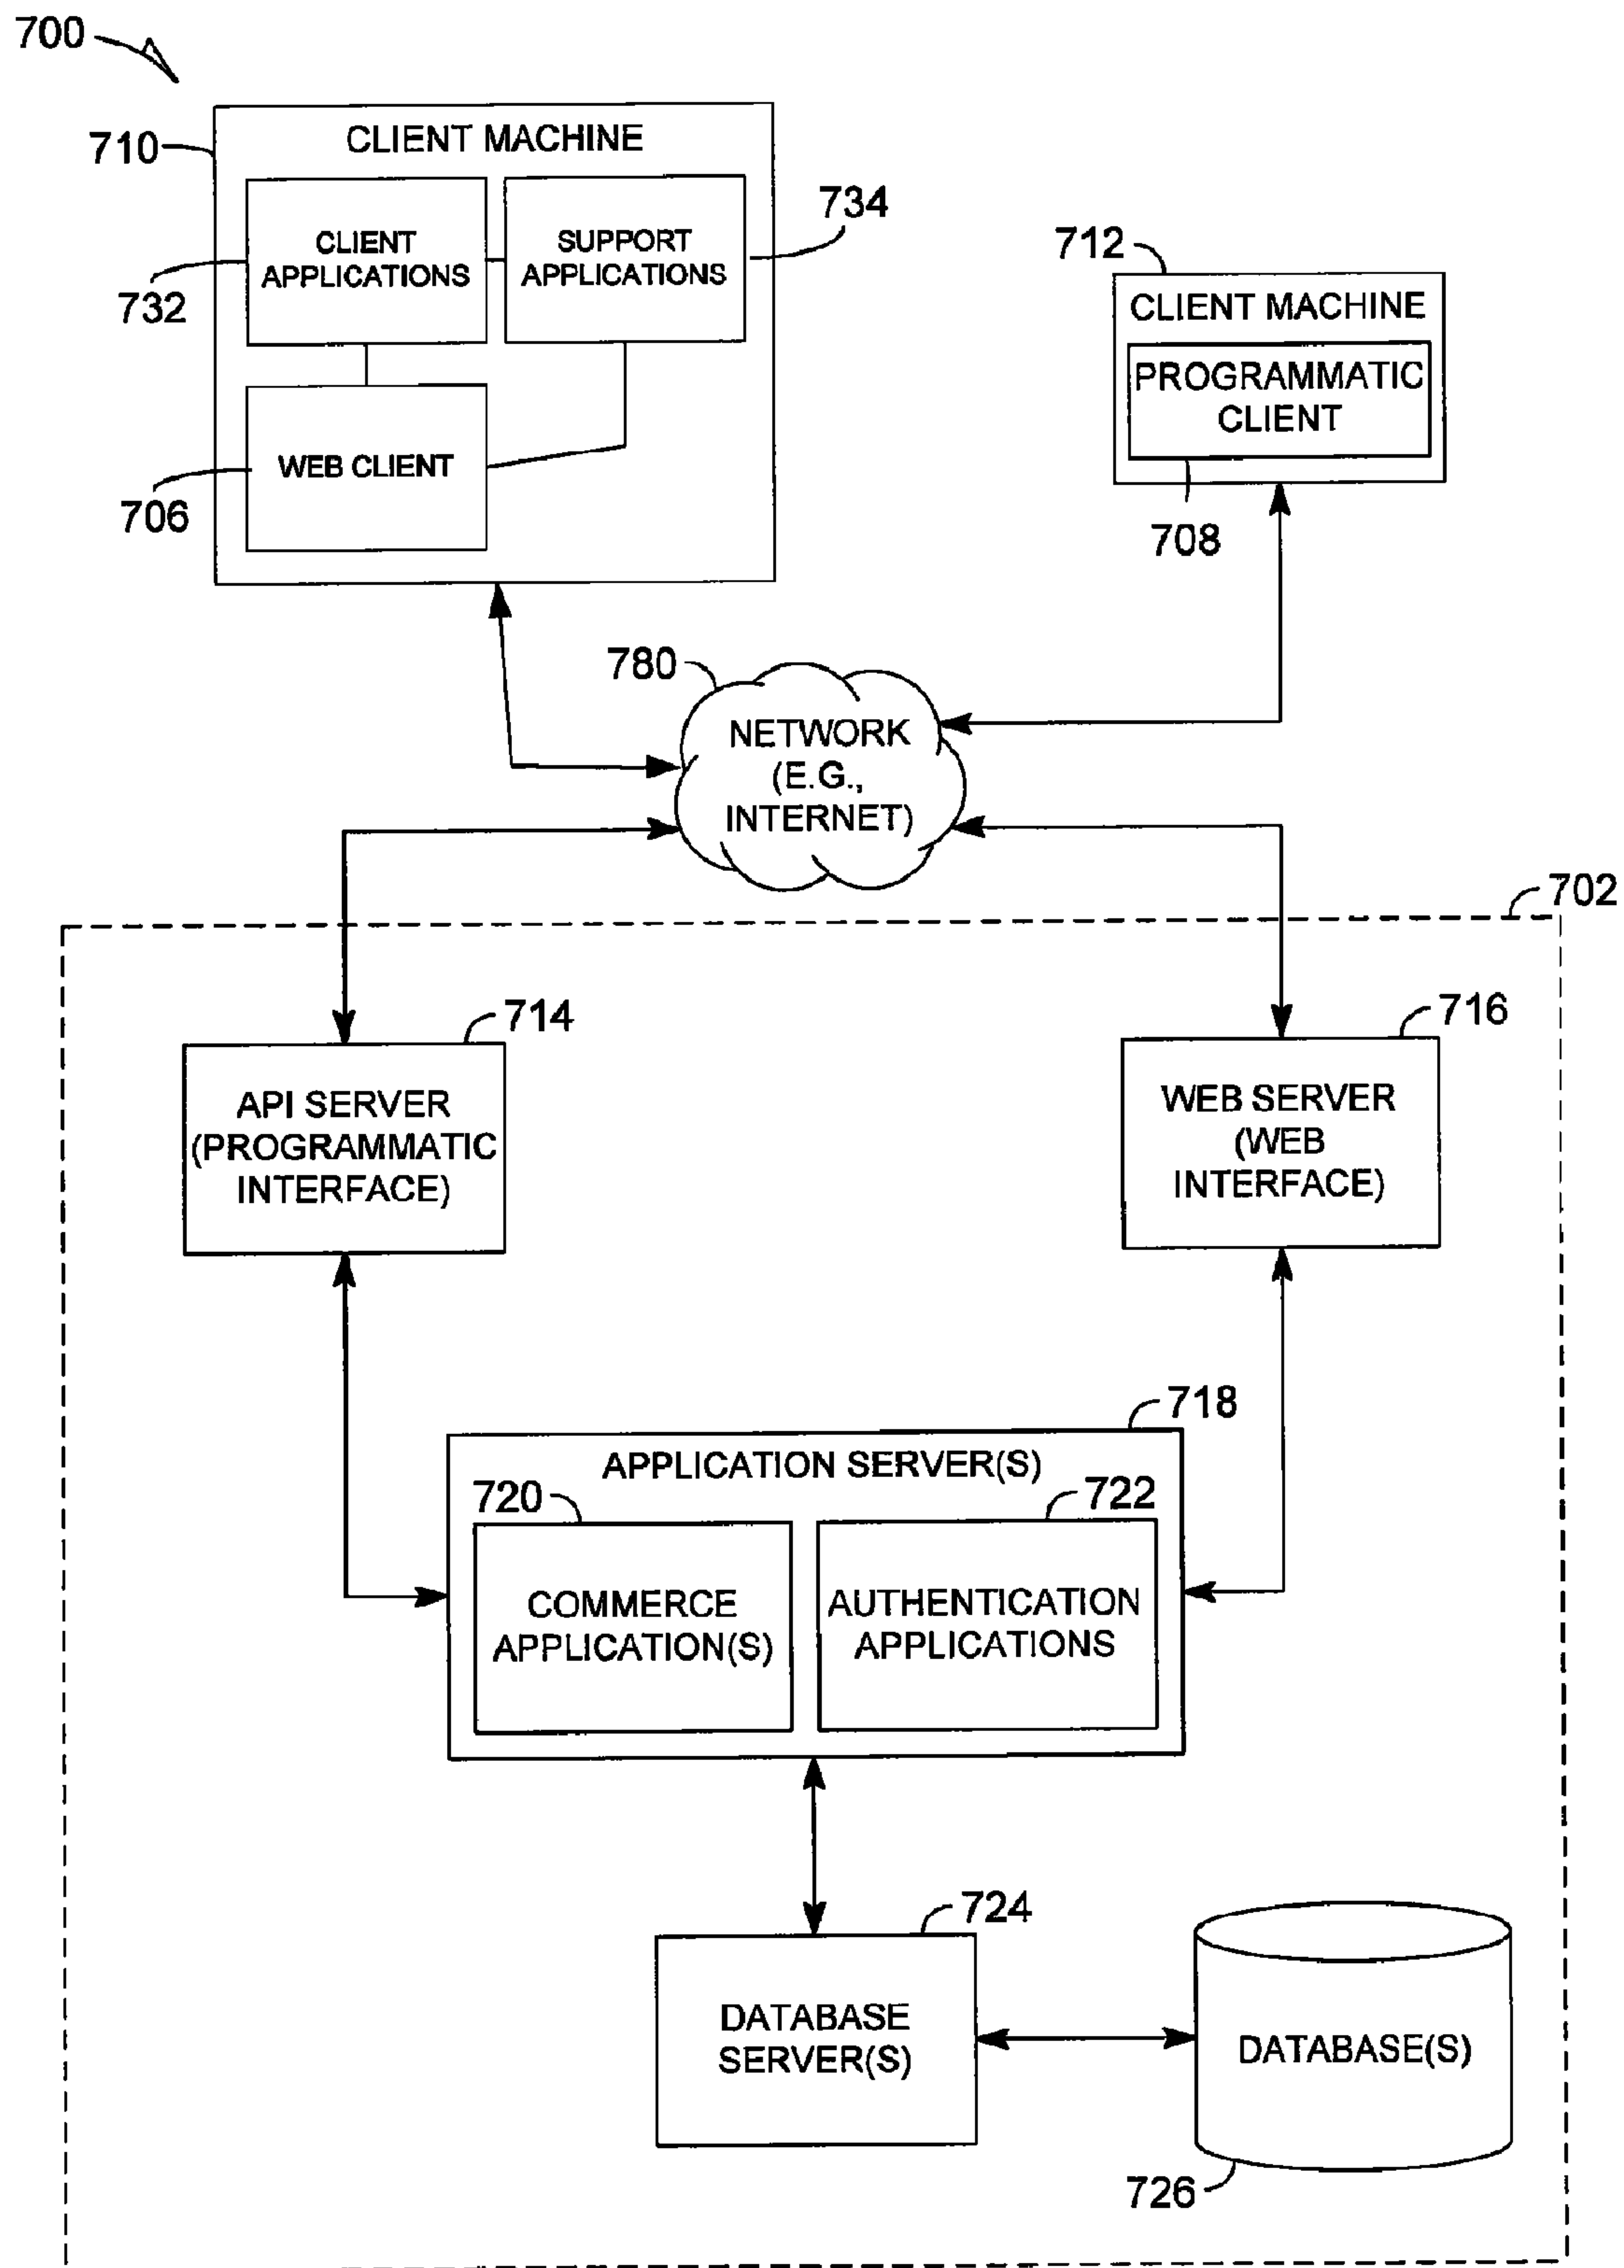 700
710
CLIENT MACHINE
CLIENT
APPLICATIONS
SUPPORT
APPLICATIONS
734
732
WEB CLIENT
706
712
CLIENT MACHINE
PROGRAMMATIC
CLIENT
708
780
NETWORK
(E.G.,
INTERNET)
702
714
API SERVER
(PROGRAMMATIC
INTERFACE)
716
WEB SERVER
(WEB
INTERFACE)
718
APPLICATION SERVER(S)
720
COMMERCE
APPLICATION(S)
722
AUTHENTICATION
APPLICATIONS
724
DATABASE
SERVER(S)
DATABASE(S)
726